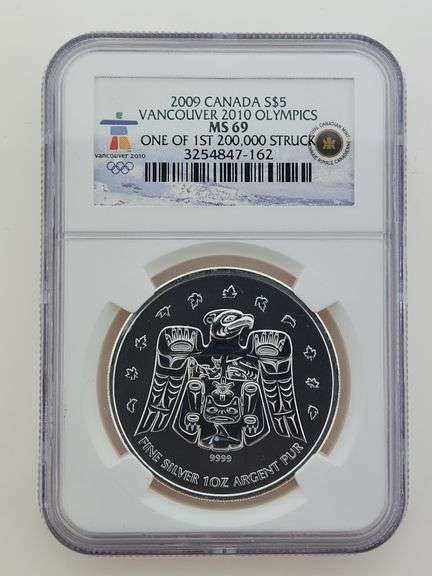 2009 CANADA S$5
VANCOUVER 2010 OLYMPICS
MS 69
ONE OF 1ST 200,000 STRUCK
3254847-162
vancouver 2010
9999
FINE SILVER 1OZ ARGENT PUR